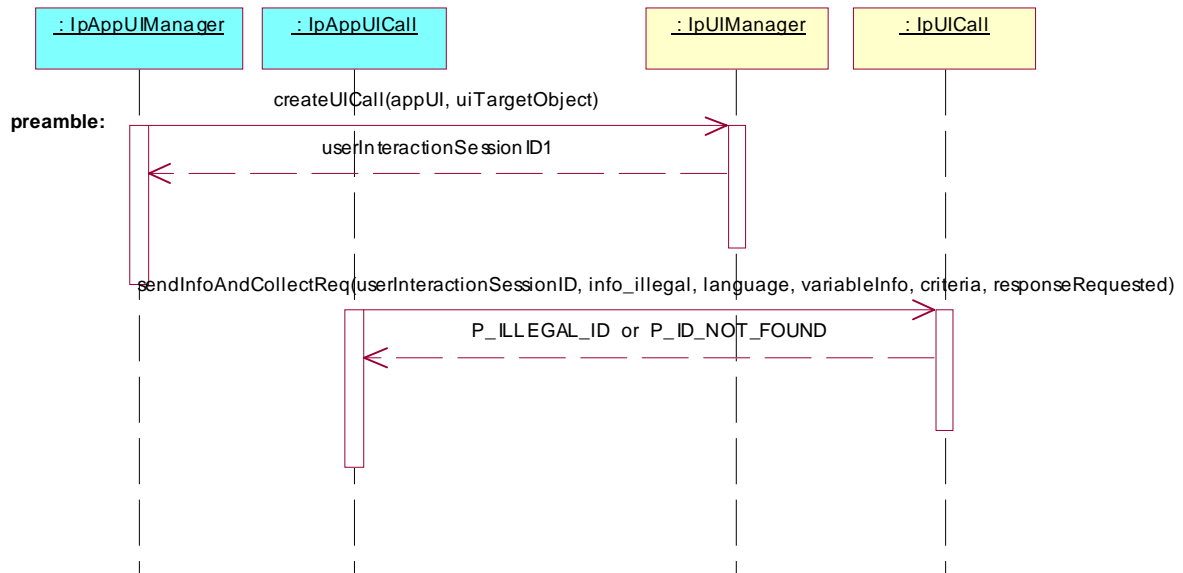 : IpAppUIManager
: IpAppUICall
: IpUIManager
: IpUICall
createUICall(appUI, uiTargetObject)
preamble:
userInteractionSessionID1
sendInfoAndCollectReq(userInteractionSessionID, info_illegal, language, variableInfo, criteria, responseRequested)
P_ILLEGAL_ID or P_ID_NOT_FOUND